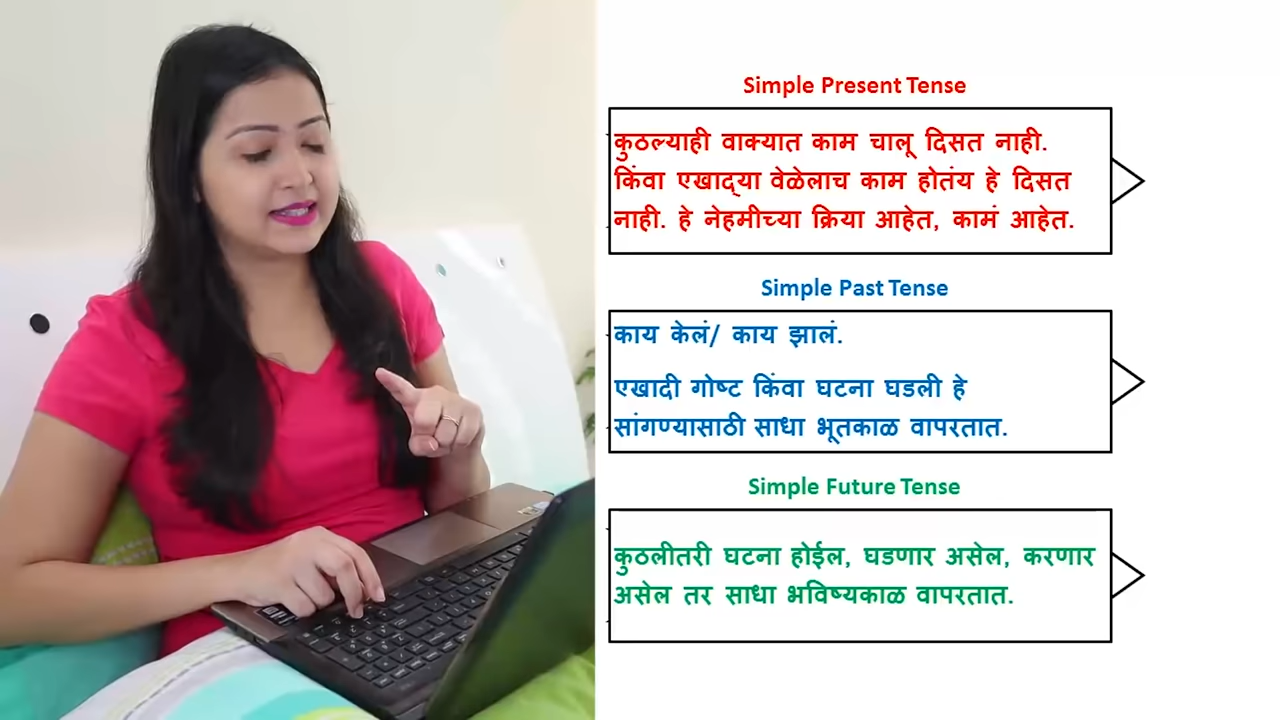 Simple Present Tense
कुठल्याही वाक्यात काम चालू दिसत नाही.
किंवा एखाद्या वेळेलाच काम होतंय हे दिसत
नाही. हे नेहमीच्या क्रिया आहेत, कामं आहेत.
Simple Past Tense
काय केलं/ काय झालं.
एखादी गोष्ट किंवा घटना घडली हे
सांगण्यासाठी साधा भूतकाळ वापरतात.
Simple Future Tense
कुठलीतरी घटना होईल, घडणार असेल, करणार
असेल तर साधा भविष्यकाळ वापरतात.